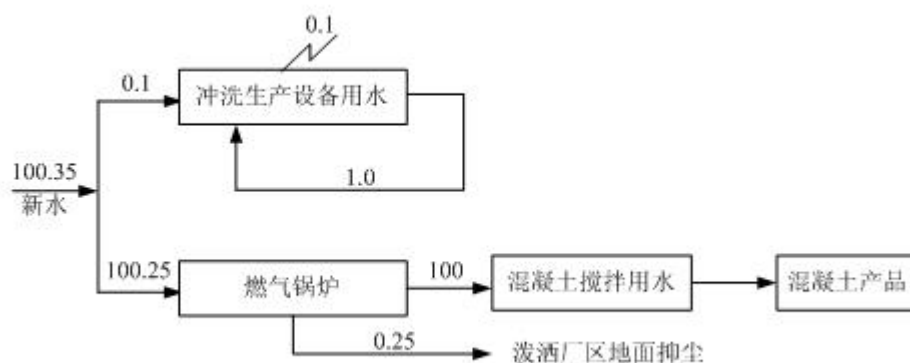 0.1
0.1
冲洗生产设备用水
100.35
新水
1.0
100.25
燃气锅炉
100
混凝土搅拌用水
混凝土产品
0.25
泼洒厂区地面抑尘